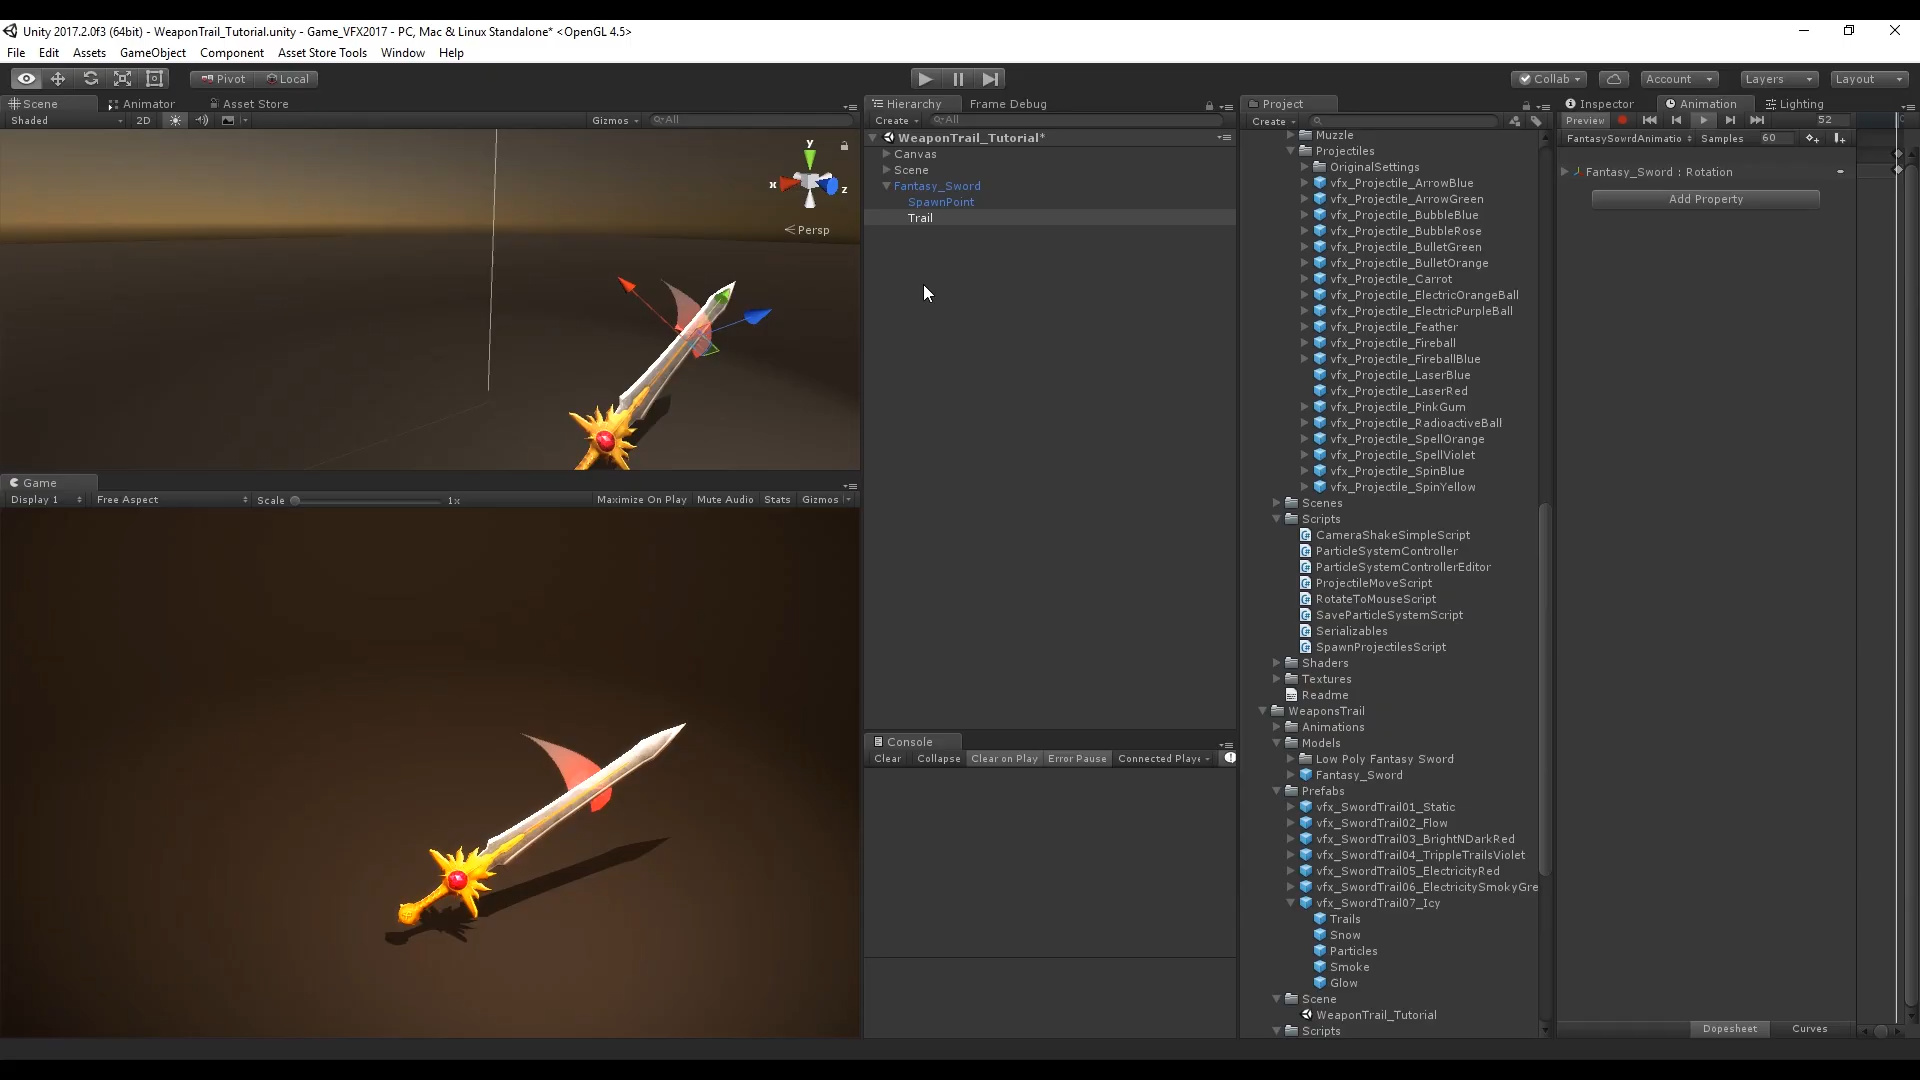 Unity 2017.2.0f3 (64bit) - WeaponTrail_Tutorial.unity - Game_VFX2017 - PC, Mac & Linux Standalone* <OpenGL 4.5>
File Edit Assets GameObject Component Asset Store Tools Window Help
Pivot Local Collab Account Layers Layout
Scene Animator Asset Store
Shaded 2D Gizmos All
y
x
z
Persp
Game
Display 1 Free Aspect Scale 1x Maximize On Play Mute Audio Stats Gizmos
Hierarchy Frame Debug
Create All
WeaponTrail_Tutorial*
Canvas
Scene
Fantasy_Sword
SpawnPoint
Trail
Console
Clear Collapse Clear on Play Error Pause Connected Playe
Project
Create
Muzzle
Projectiles
OriginalSettings
vfx_Projectile_ArrowBlue
vfx_Projectile_ArrowGreen
vfx_Projectile_BubbleBlue
vfx_Projectile_BubbleRose
vfx_Projectile_BulletGreen
vfx_Projectile_BulletOrange
vfx_Projectile_Carrot
vfx_Projectile_ElectricOrangeBall
vfx_Projectile_ElectricPurpleBall
vfx_Projectile_Feather
vfx_Projectile_Fireball
vfx_Projectile_FireballBlue
vfx_Projectile_LaserBlue
vfx_Projectile_LaserRed
vfx_Projectile_PinkGum
vfx_Projectile_RadioactiveBall
vfx_Projectile_SpellOrange
vfx_Projectile_SpellViolet
vfx_Projectile_SpinBlue
vfx_Projectile_SpinYellow
Scenes
Scripts
CameraShakeSimpleScript
ParticleSystemController
ParticleSystemControllerEditor
ProjectileMoveScript
RotateToMouseScript
SaveParticleSystemScript
Serializables
SpawnProjectilesScript
Shaders
Textures
Readme
WeaponsTrail
Animations
Models
Low Poly Fantasy Sword
Fantasy_Sword
Prefabs
vfx_SwordTrail01_Static
vfx_SwordTrail02_Flow
vfx_SwordTrail03_BrightNDarkRed
vfx_SwordTrail04_TrippleTrailsViolet
vfx_SwordTrail05_ElectricityRed
vfx_SwordTrail06_ElectricitySmokyGre
vfx_SwordTrail07_Icy
Trails
Snow
Particles
Smoke
Glow
Scene
WeaponTrail_Tutorial
Scripts
Inspector Animation Lighting
Preview 52
FantasySowrdAnimatio Samples 60
Fantasy_Sword : Rotation
Add Property
Dopesheet Curves